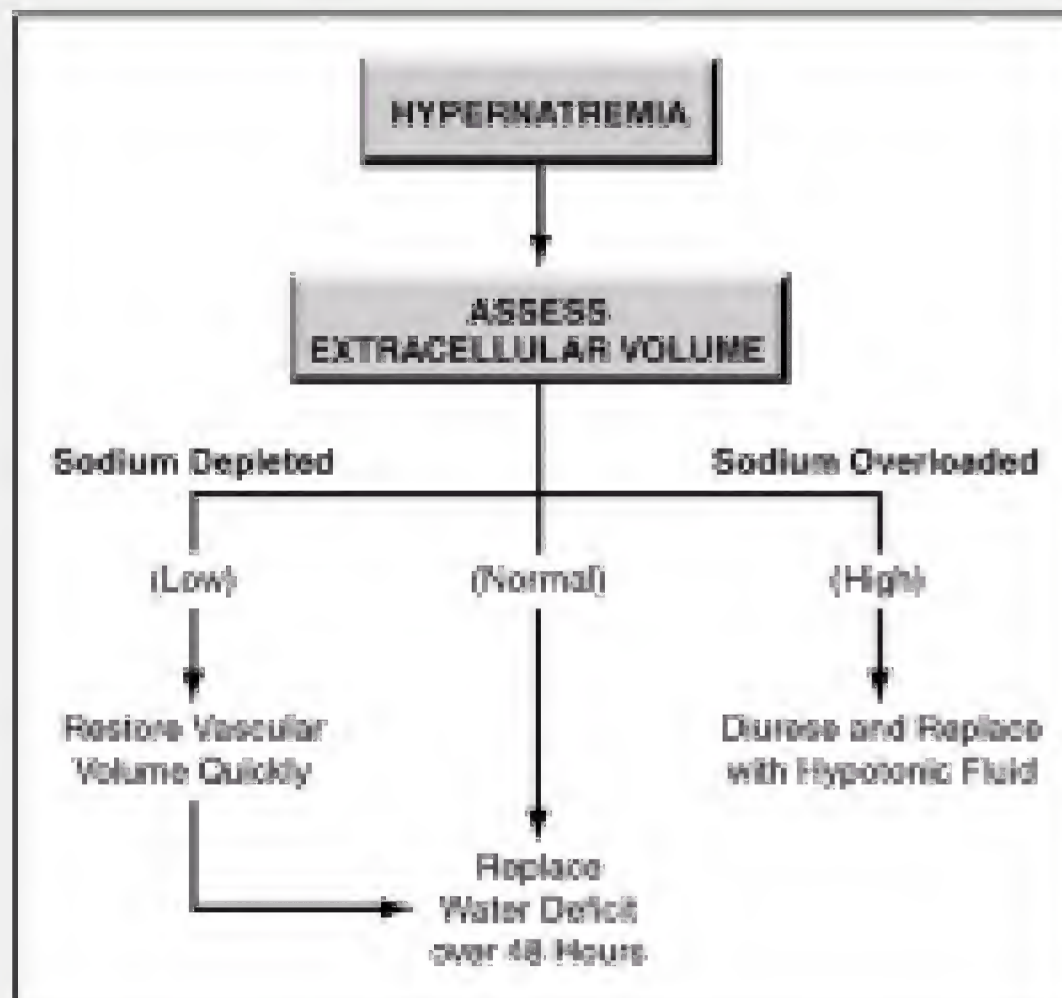 HYPERNATREMIA
ASSESS
EXTRACELLULAR VOLUME
Sodium Depleted
Sodium Overloaded
(Low)
(Normal)
(High)
Restore Vascular
Volume Quickly
Diurese and Replace
with Hypotonic Fluid
Replace
Water Deficit
over 48 Hours